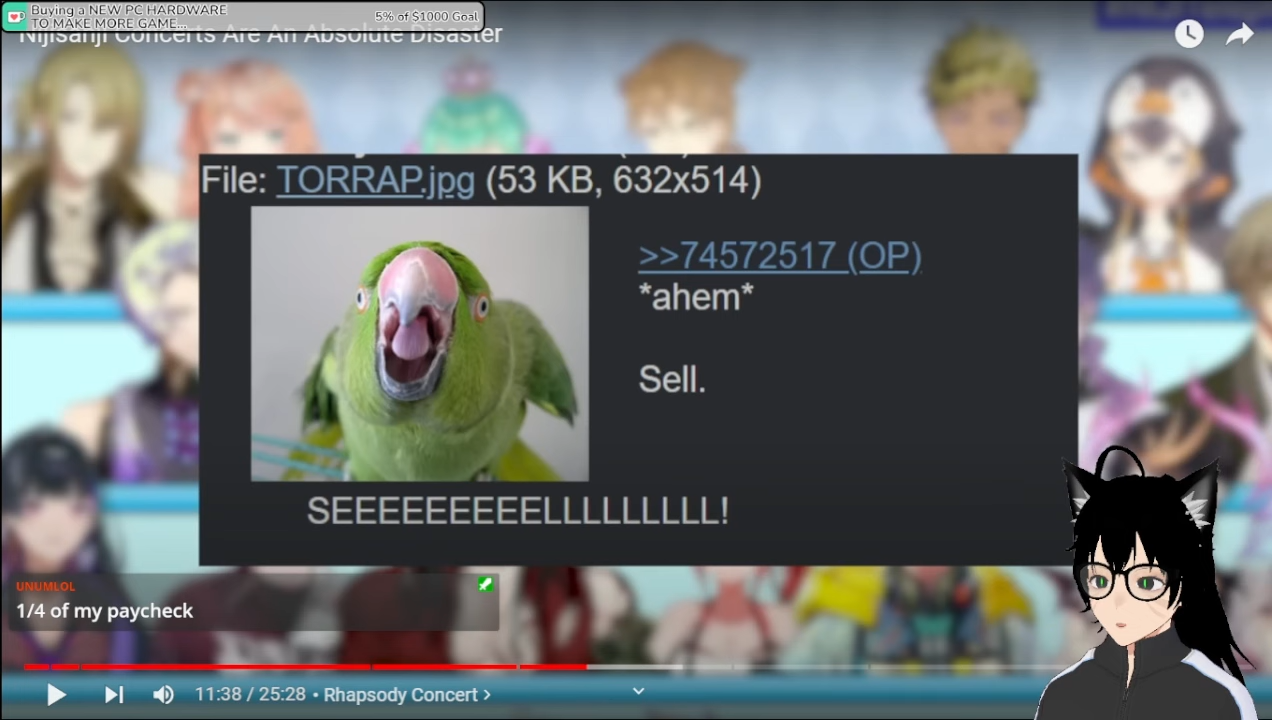 Buying a NEW PC HARDWARE
TO MAKE MORE GAME...
5% of $1000 Goal
Nijisanji Concerts Are An Absolute Disaster
File: TORRAP.jpg (53 KB, 632x514)
>>74572517 (OP)
*ahem*
Sell.
SEEEEEEEEEELLLLLLLLL!
UNUMLOL
1/4 of my paycheck
11:38 / 25:28 • Rhapsody Concert >